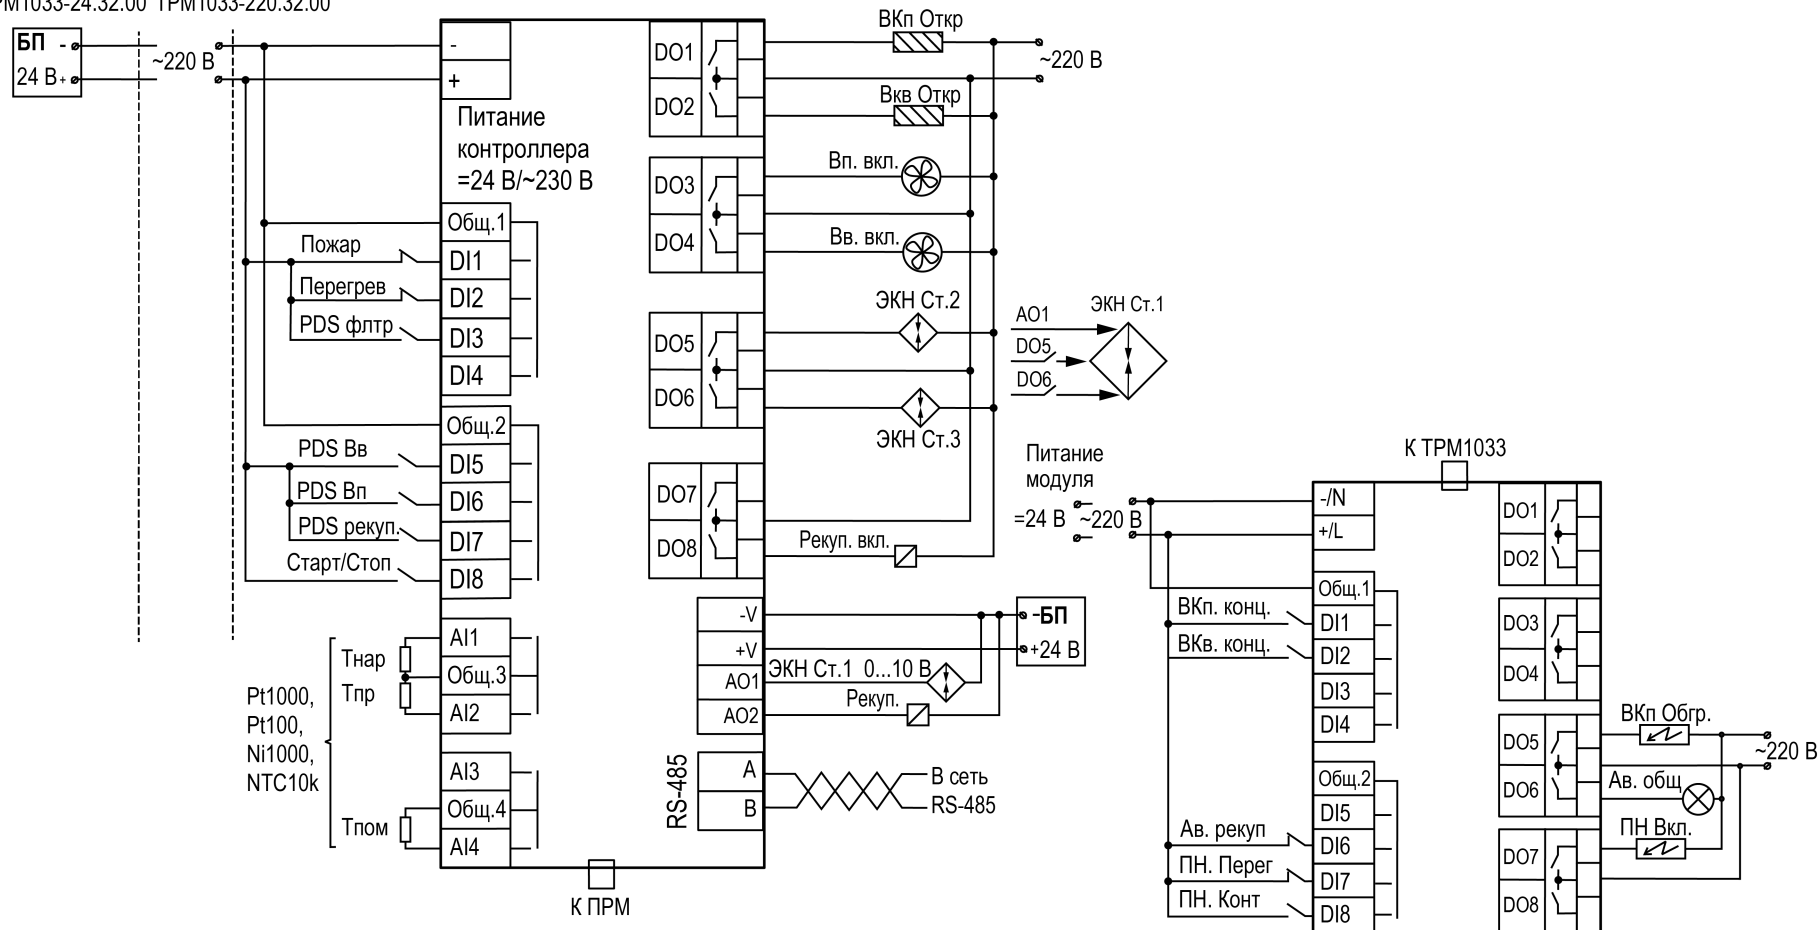 ТРМ1033-24.32.00 ТРМ1033-220.32.00
БП -
24 В +
~220 В
-
+
Питание
контроллера
=24 В/~230 В
Общ.1
Пожар
DI1
Перегрев
DI2
PDS флтр
DI3
DI4
Общ.2
PDS Вв
DI5
PDS Вп
DI6
PDS рекуп.
DI7
Старт/Стоп
DI8
Pt1000,
Pt100,
Ni1000,
NTC10k
Тнар
Тпр
Тпом
AI1
Общ.3
AI2
AI3
Общ.4
AI4
К ПРМ
DO1
DO2
DO3
DO4
DO5
DO6
DO7
DO8
ВКп Откр
~220 В
Вкв Откр
Вп. вкл.
Вв. вкл.
ЭКН Ст.2
ЭКН Ст.3
Рекуп. вкл.
AO1
DO5
DO6
ЭКН Ст.1
-V
+V
AO1
AO2
-БП
+24 В
ЭКН Ст.1 0...10 В
Рекуп.
RS-485
A
B
В сеть
RS-485
К ТРМ1033
Питание
модуля
=24 В ~220 В
-/N
+/L
Общ.1
ВКп. конц.
DI1
ВКв. конц.
DI2
DI3
DI4
Общ.2
DI5
Ав. рекуп
DI6
ПН. Перег
DI7
ПН. Конт
DI8
DO1
DO2
DO3
DO4
DO5
DO6
DO7
DO8
ВКп Обгр.
~220 В
Ав. общ
ПН Вкл.